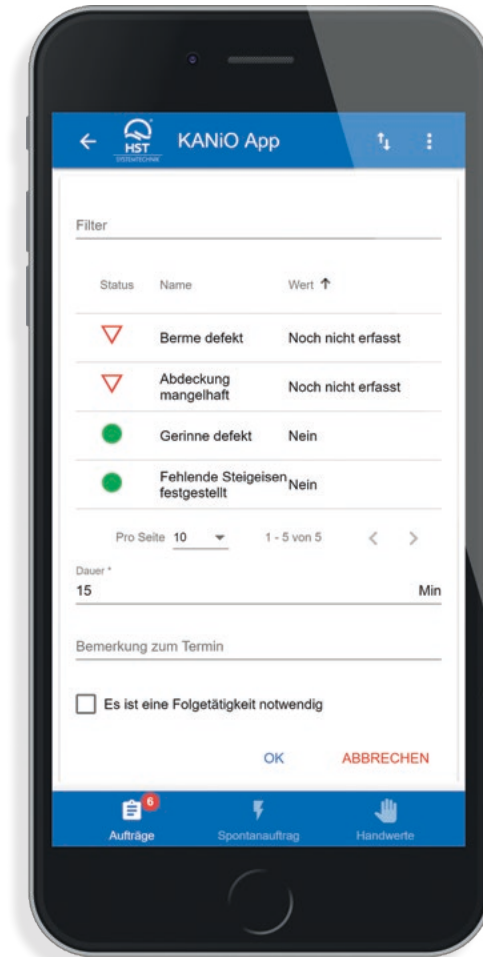 HST
SYSTEMTECHNIK
KANiO App
Filter
Status Name Wert
Berme defekt Noch nicht erfasst
Abdeckung
mangelhaft Noch nicht erfasst
Gerinne defekt Nein
Fehlende Steigeisen
festgestellt Nein
Pro Seite 10 1 - 5 von 5
Dauer *
15 Min
Bemerkung zum Termin
Es ist eine Folgetätigkeit notwendig
OK ABBRECHEN
6
Aufträge Spontanauftrag Handwerte